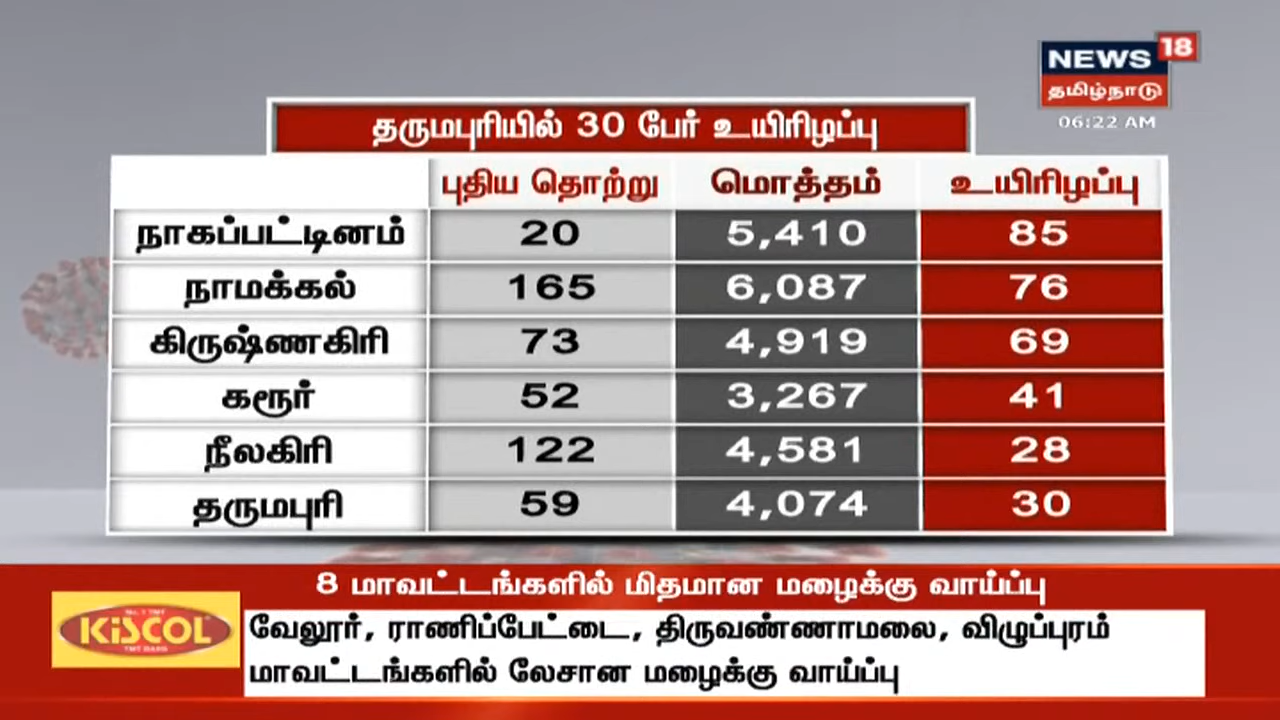 NEWS 18
தமிழ்நாடு
06:22 AM
தருமபுரியில் 30 பேர் உயிரிழப்பு
புதிய தொற்று மொத்தம் உயிரிழப்பு
நாகப்பட்டினம் 20 5,410 85
நாமக்கல் 165 6,087 76
கிருஷ்ணகிரி 73 4,919 69
கரூர் 52 3,267 41
நீலகிரி 122 4,581 28
தருமபுரி 59 4,074 30
8 மாவட்டங்களில் மிதமான மழைக்கு வாய்ப்பு
KiSCOL
TMT BARS
வேலூர், ராணிப்பேட்டை, திருவண்ணாமலை, விழுப்புரம்
மாவட்டங்களில் லேசான மழைக்கு வாய்ப்பு